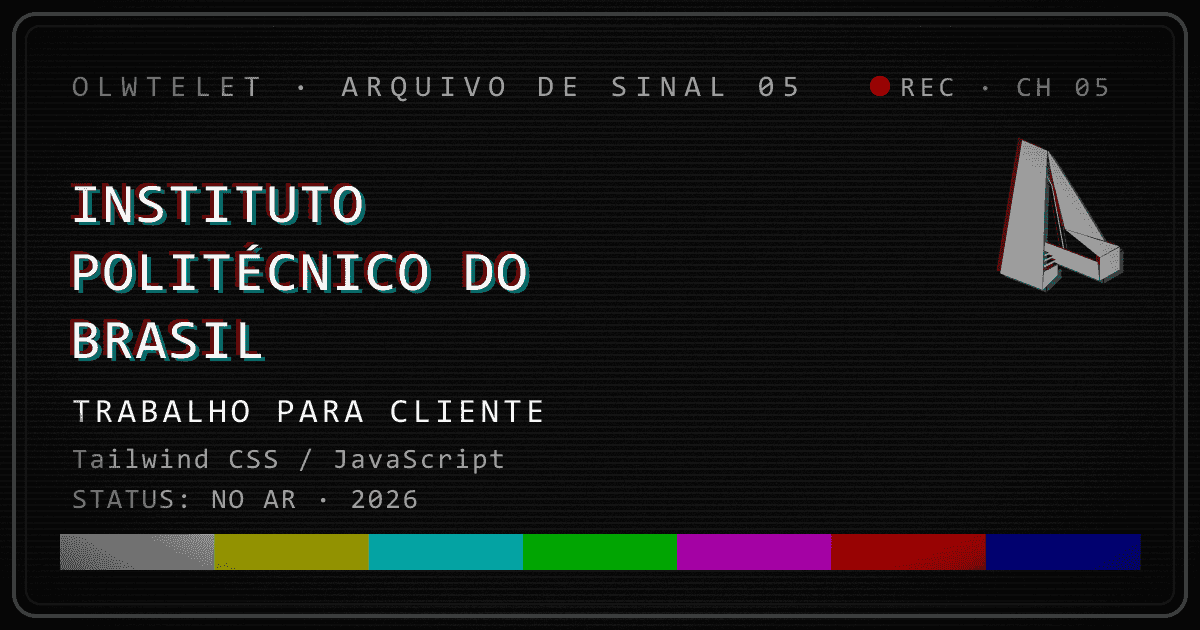 OLWTELET · ARQUIVO DE SINAL 05
REC · CH 05
INSTITUTO
POLITÉCNICO DO
BRASIL
TRABALHO PARA CLIENTE
Tailwind CSS / JavaScript
STATUS: NO AR · 2026